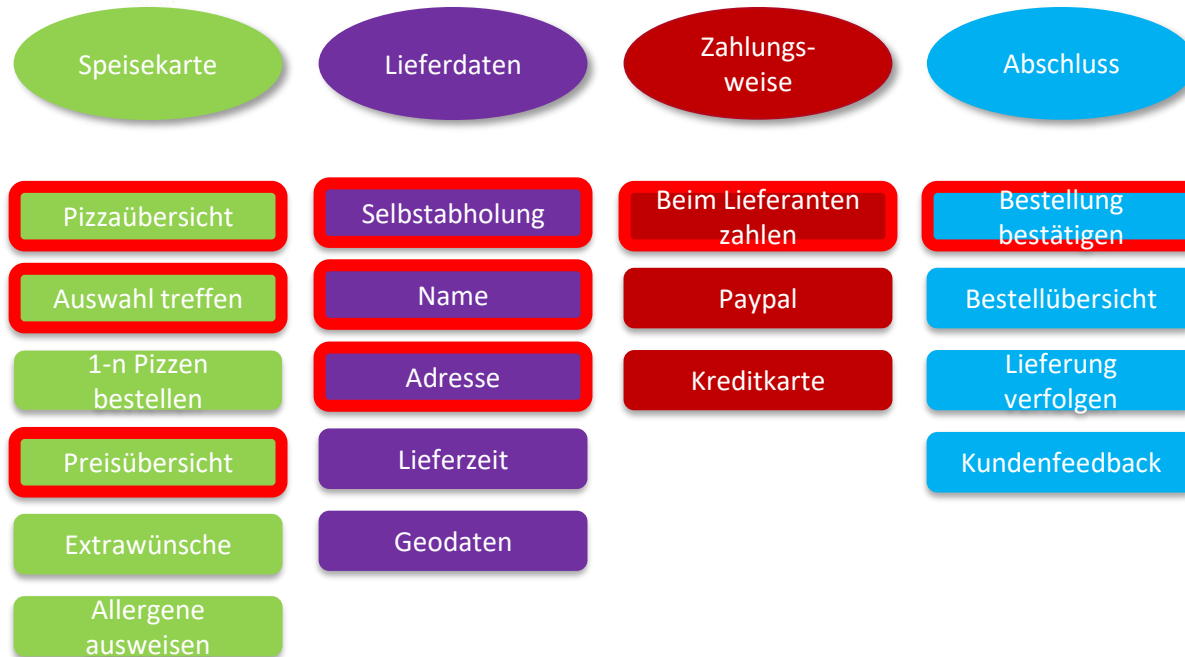 Speisekarte
Lieferdaten
Zahlungs-
weise
Abschluss
Pizzaübersicht
Selbstabholung
Beim Lieferanten
zahlen
Bestellung
bestätigen
Auswahl treffen
Name
Paypal
Bestellübersicht
1-n Pizzen
bestellen
Adresse
Kreditkarte
Lieferung
verfolgen
Preisübersicht
Lieferzeit
Kundenfeedback
Extrawünsche
Geodaten
Allergene
ausweisen